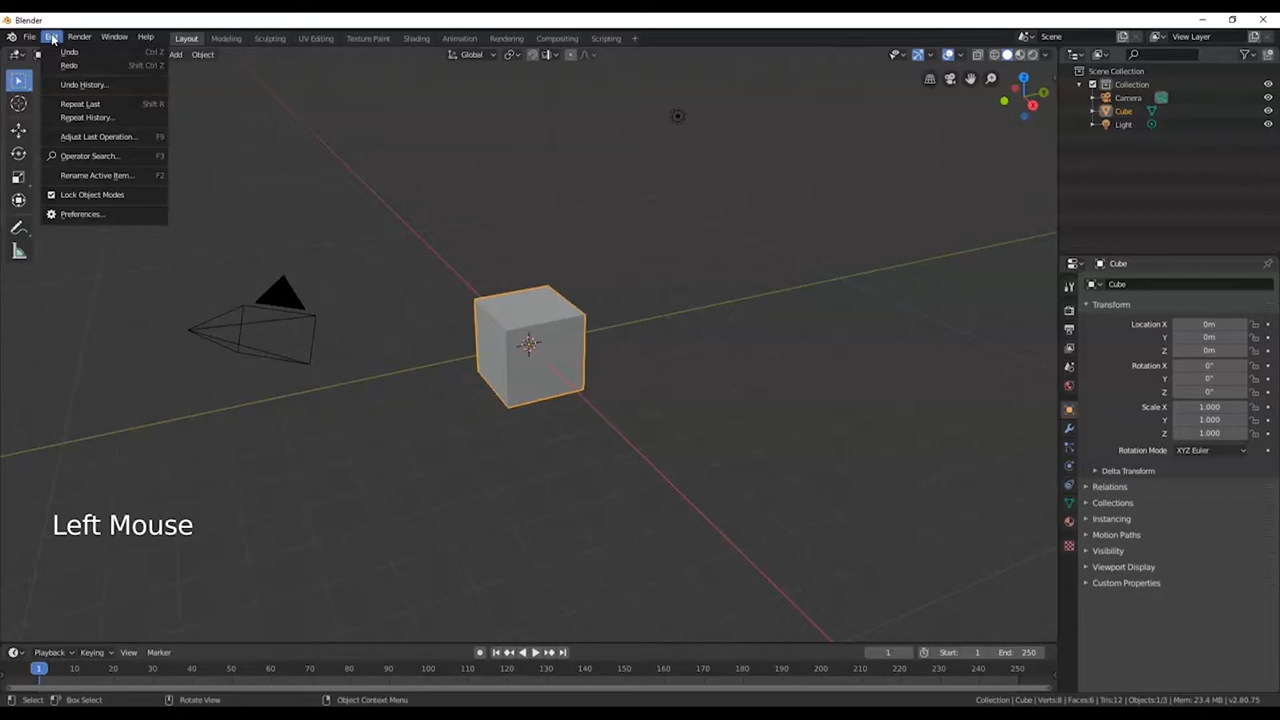 Blender
File Edit Render Window Help Layout Modeling Sculpting UV Editing Texture Paint Shading Animation Rendering Compositing Scripting + Scene View Layer
Add Object Global
Undo Ctrl Z
Redo Shift Ctrl Z
Undo History...
Repeat Last Shift R
Repeat History...
Adjust Last Operation... F9
Operator Search... F3
Rename Active Item... F2
Lock Object Modes
Preferences...
Z
Y
X
Scene Collection
Collection
Camera
Cube
Light
Cube
Cube
Transform
Location X 0m
Y 0m
Z 0m
Rotation X 0°
Y 0°
Z 0°
Scale X 1.000
Y 1.000
Z 1.000
Rotation Mode XYZ Euler
Delta Transform
Relations
Collections
Instancing
Motion Paths
Visibility
Viewport Display
Custom Properties
Left Mouse
Playback Keying View Marker 1 Start: 1 End: 250
1 10 20 30 40 50 60 70 80 90 100 110 120 130 140 150 160 170 180 190 200 210 220 230 240 250
Select Box Select Rotate View Object Context Menu Collection | Cube | Verts:8 | Faces:6 | Tris:12 | Objects:1/3 | Mem: 23.4 MB | v2.80.75